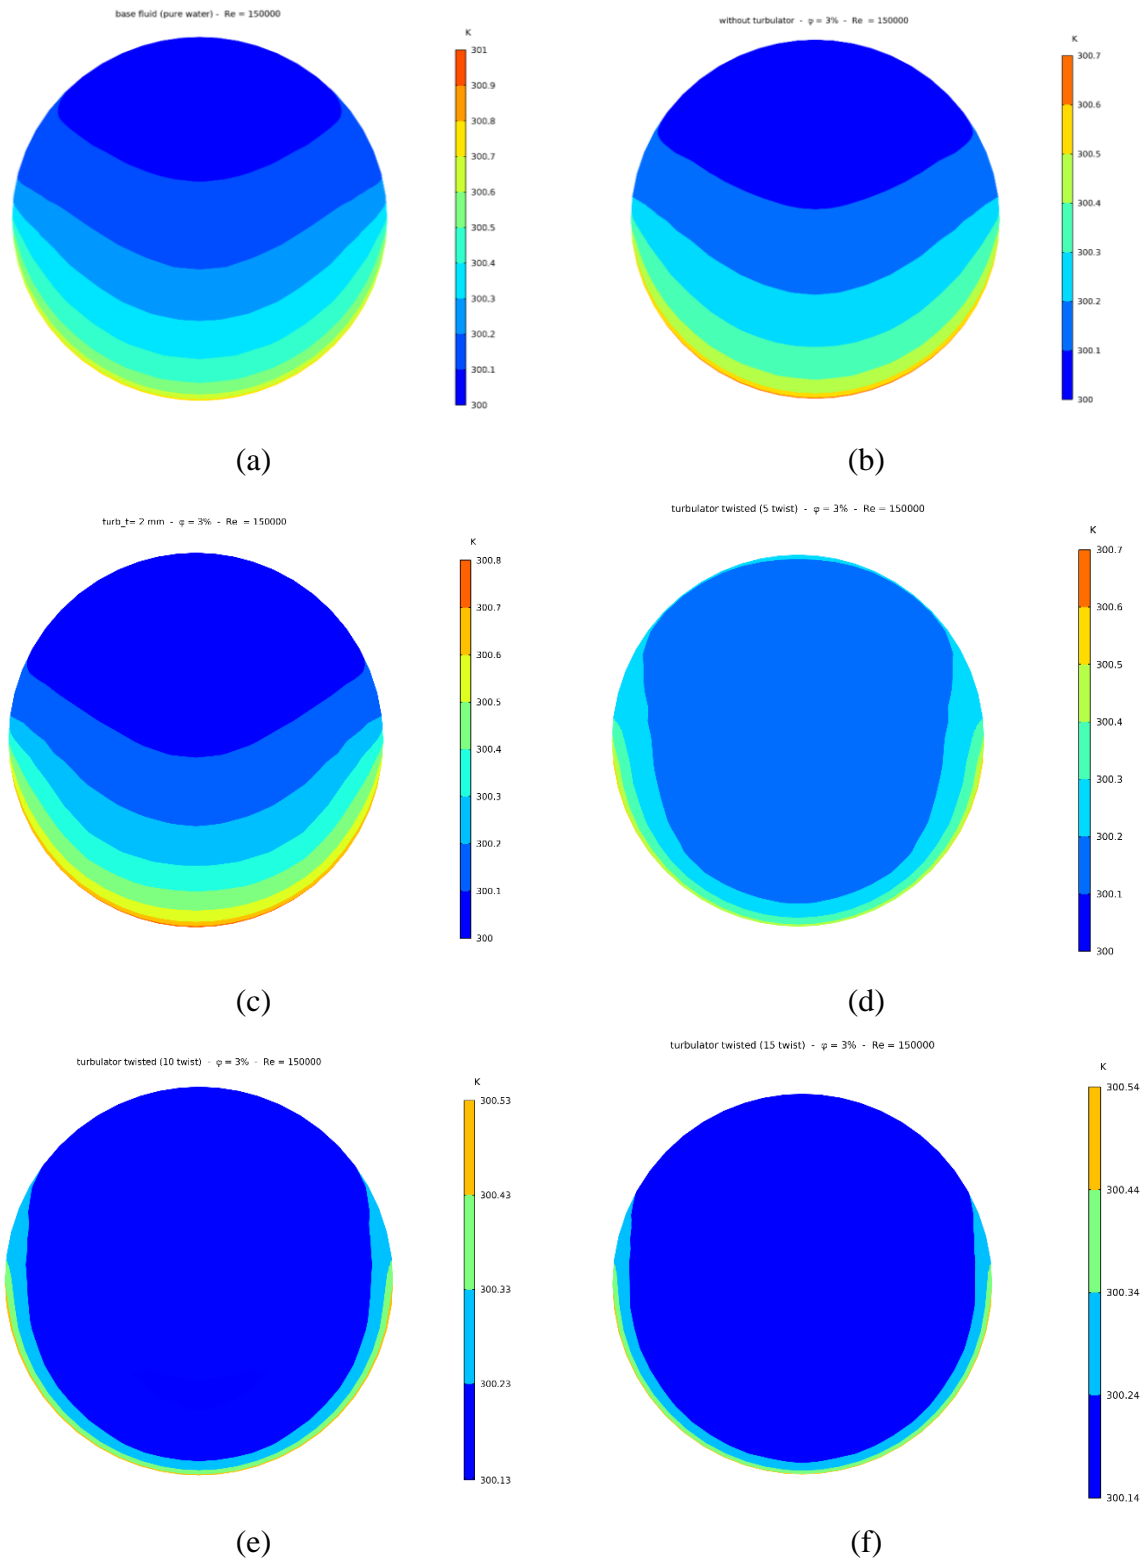 base fluid (pure water) - Re = 150000
K
301
300.9
300.8
300.7
300.6
300.5
300.4
300.3
300.2
300.1
300
(a)
without turbulator - φ = 3% - Re = 150000
K
300.7
300.6
300.5
300.4
300.3
300.2
300.1
300
(b)
turb_t= 2 mm - φ = 3% - Re = 150000
K
300.8
300.7
300.6
300.5
300.4
300.3
300.2
300.1
300
(c)
turbulator twisted (5 twist) - φ = 3% - Re = 150000
K
300.7
300.6
300.5
300.4
300.3
300.2
300.1
300
(d)
turbulator twisted (10 twist) - φ = 3% - Re = 150000
K
300.53
300.43
300.33
300.23
300.13
(e)
turbulator twisted (15 twist) - φ = 3% - Re = 150000
K
300.54
300.44
300.34
300.24
300.14
(f)